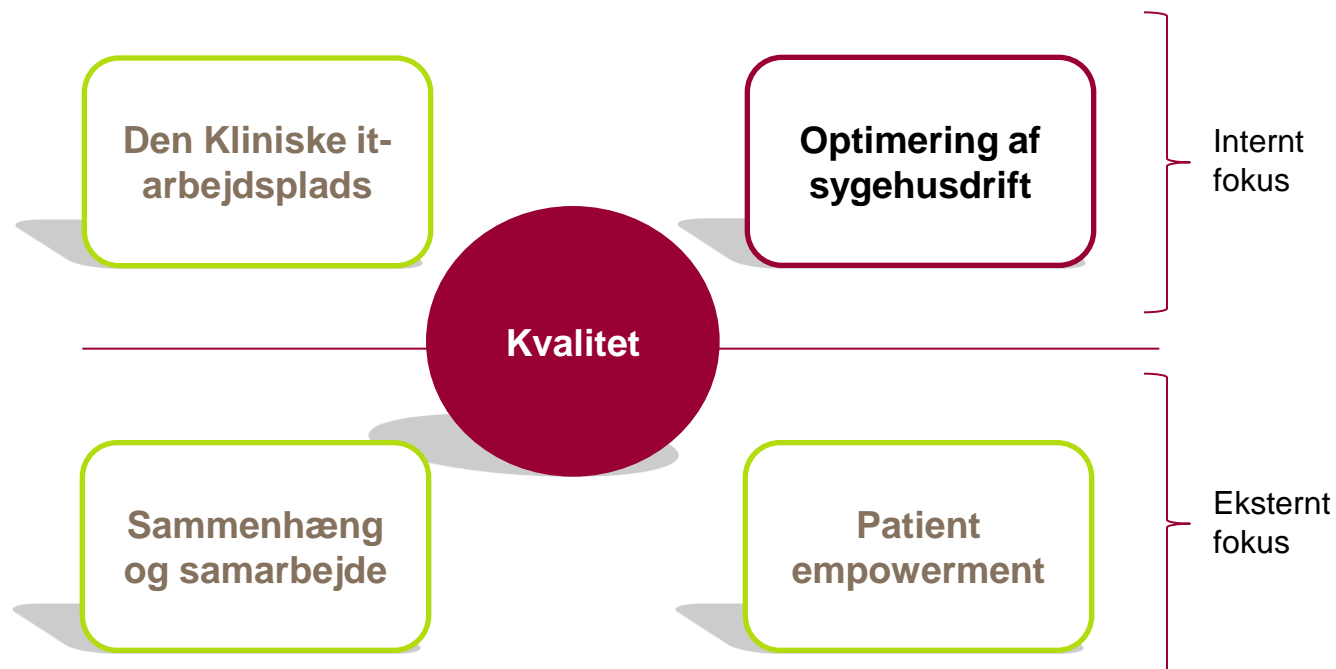 Den Kliniske it-
arbejdsplads
Optimering af
sygehusdrift
Internt
fokus
Kvalitet
Sammenhæng
og samarbejde
Patient
empowerment
Eksternt
fokus